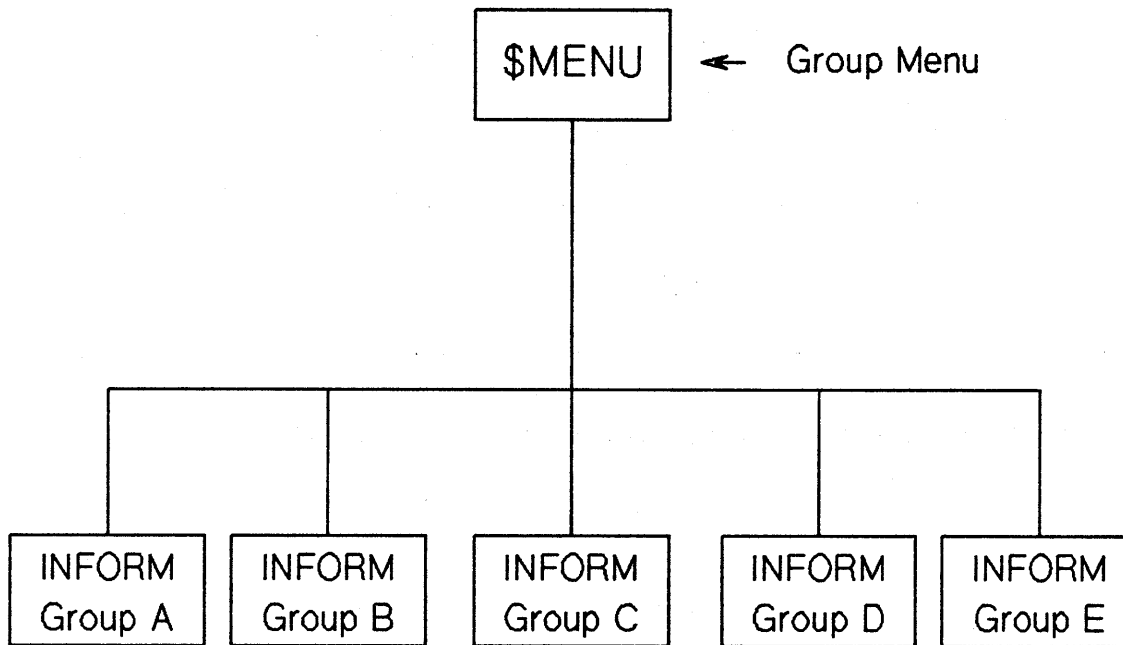 $MENU
Group Menu
INFORM
Group A
INFORM
Group B
INFORM
Group C
INFORM
Group D
INFORM
Group E